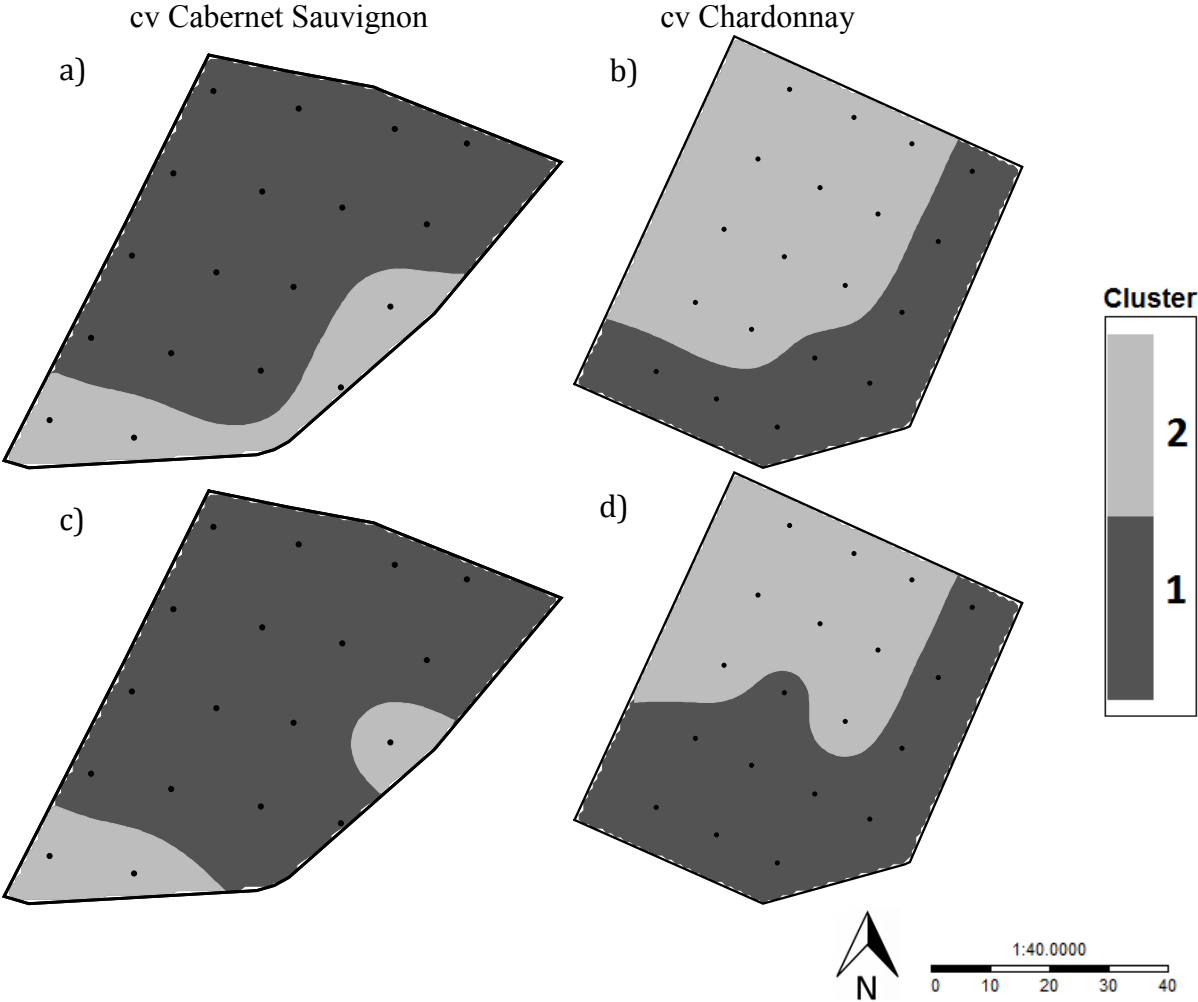 cv Cabernet Sauvignon
cv Chardonnay
a)
b)
Cluster
2
1
c)
d)
N
1:40.0000
0 10 20 30 40